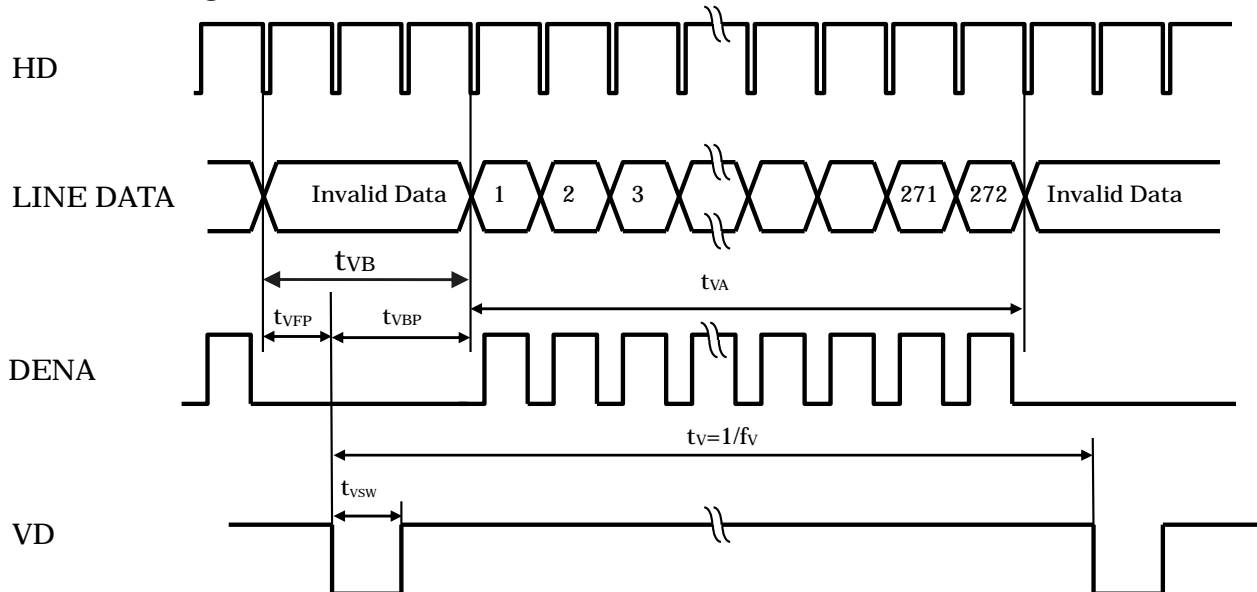 HD
LINE DATA
Invalid Data 1 2 3 271 272 Invalid Data
tVB
tVA
tVFP tVBP
DENA
tV=1/fV
tVSW
VD